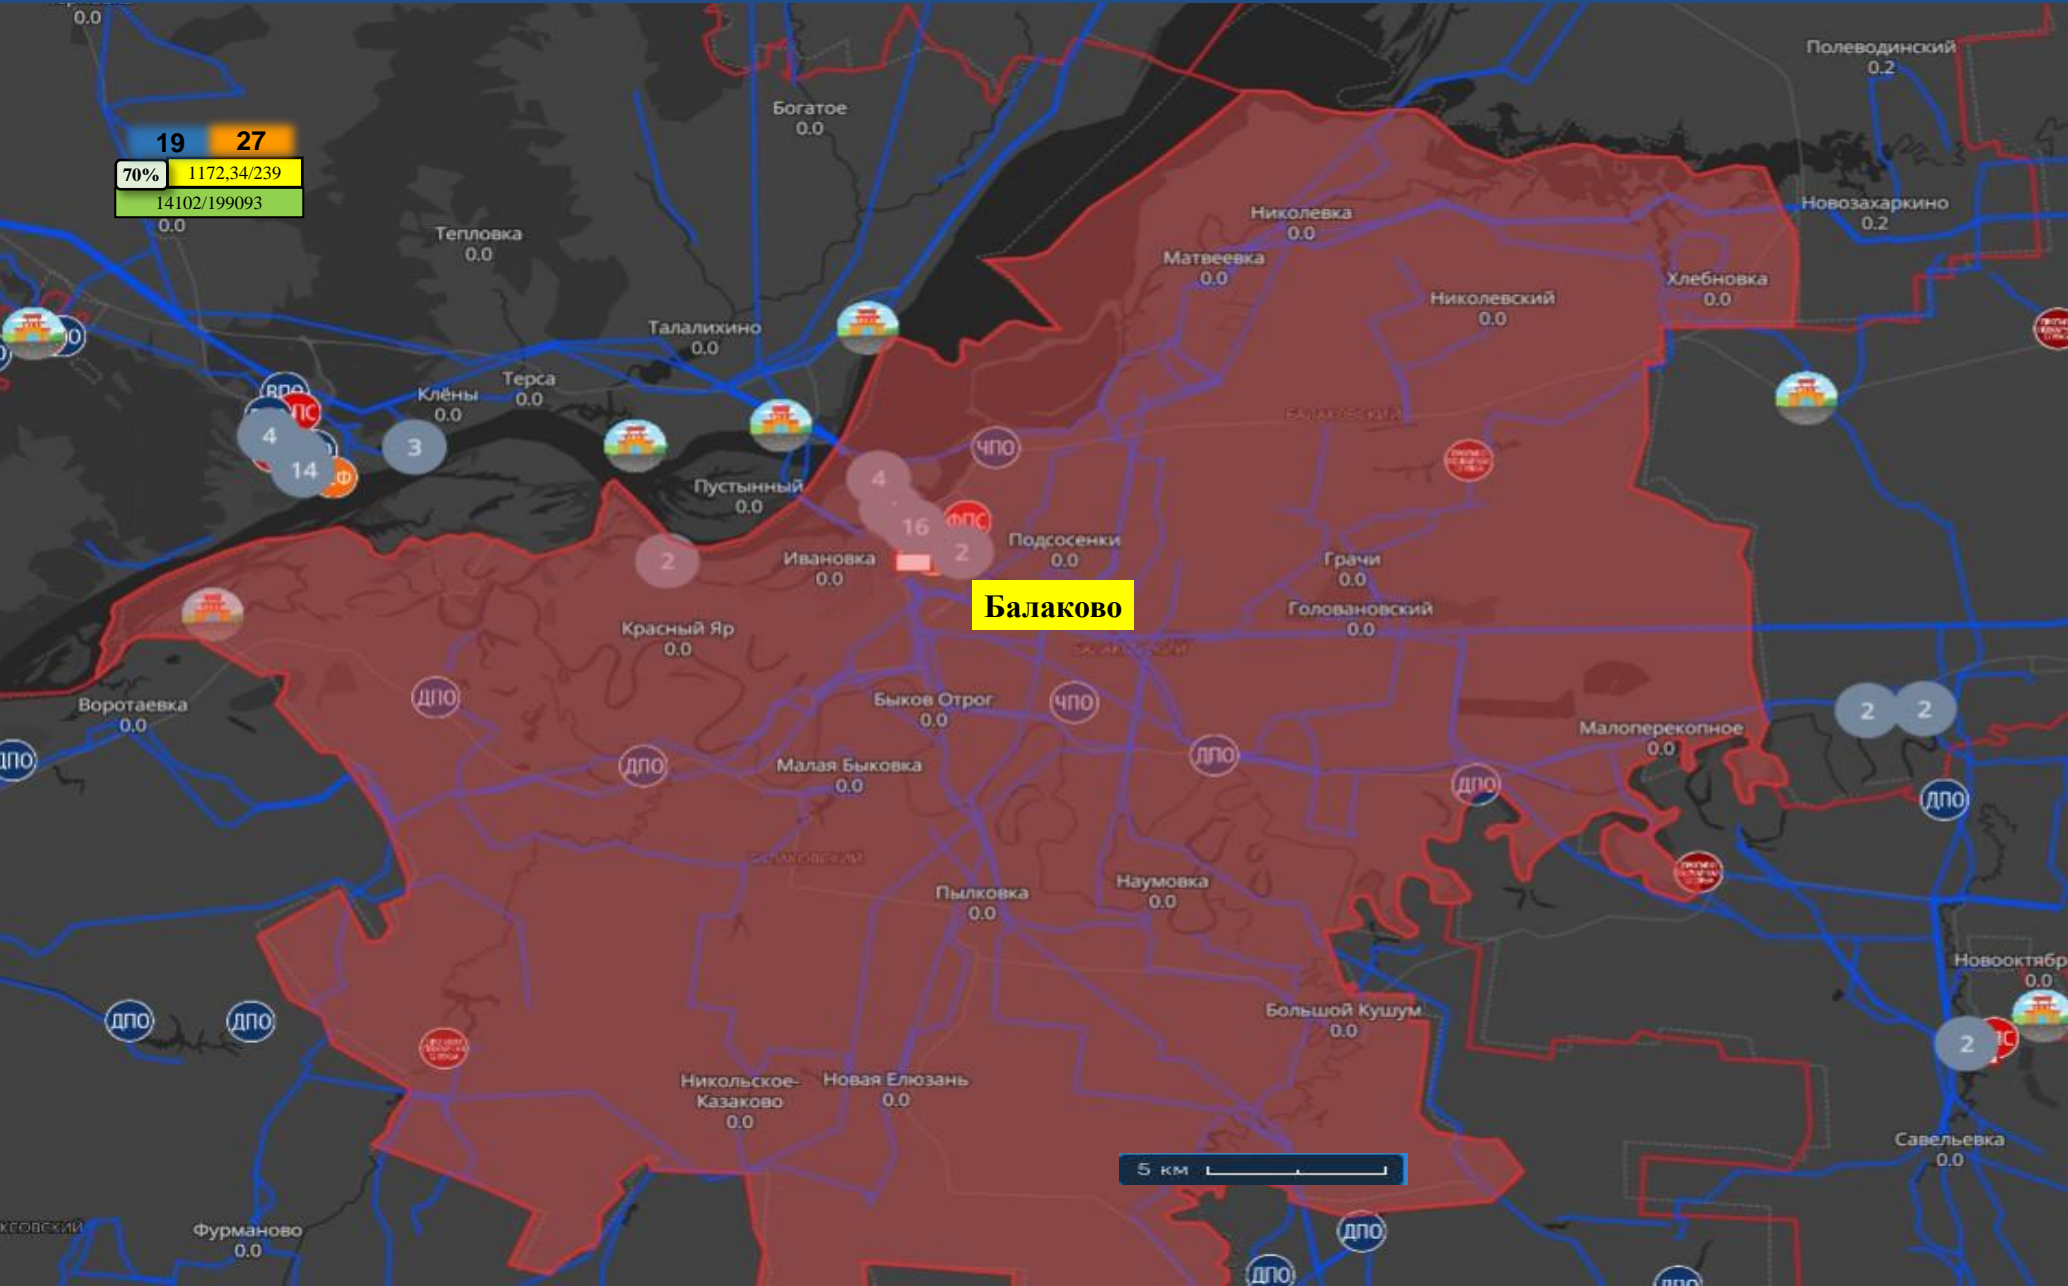 0.0
Полеводинский
0.2
Богатое
0.0
19
27
70%
1172,34/239
14102/199093
0.0
Новозахаркино
0.2
Николевка
0.0
Тепловка
0.0
Матвеевка
0.0
Хлебновка
0.0
Николевский
0.0
Талалихино
0.0
Терса
0.0
Клёны
0.0
ВПО
4
14
3
БАЛАКОВСКИЙ
ЧПО
4
16
ФПС
2
Пустынный
0.0
2
Ивановка
0.0
Подсосенки
0.0
Грачи
0.0
Балаково
Головановский
0.0
Красный Яр
0.0
БАЛАКОВСКИЙ
ДПО
Воротаевка
0.0
Быков Отрог
0.0
ЧПО
2
2
Малоперекопное
0.0
ДПО
ДПО
Малая Быковка
0.0
ДПО
ДПО
ДПО
БАЛАКОВСКИЙ
Пылковка
0.0
Наумовка
0.0
Новооктябр
0.0
ДПО
ДПО
Большой Кушум
0.0
2
Никольское-
Казаково
0.0
Новая Елюзань
0.0
Савельевка
0.0
5 км
Фурманово
0.0
ДПО
ДПО
ДПО